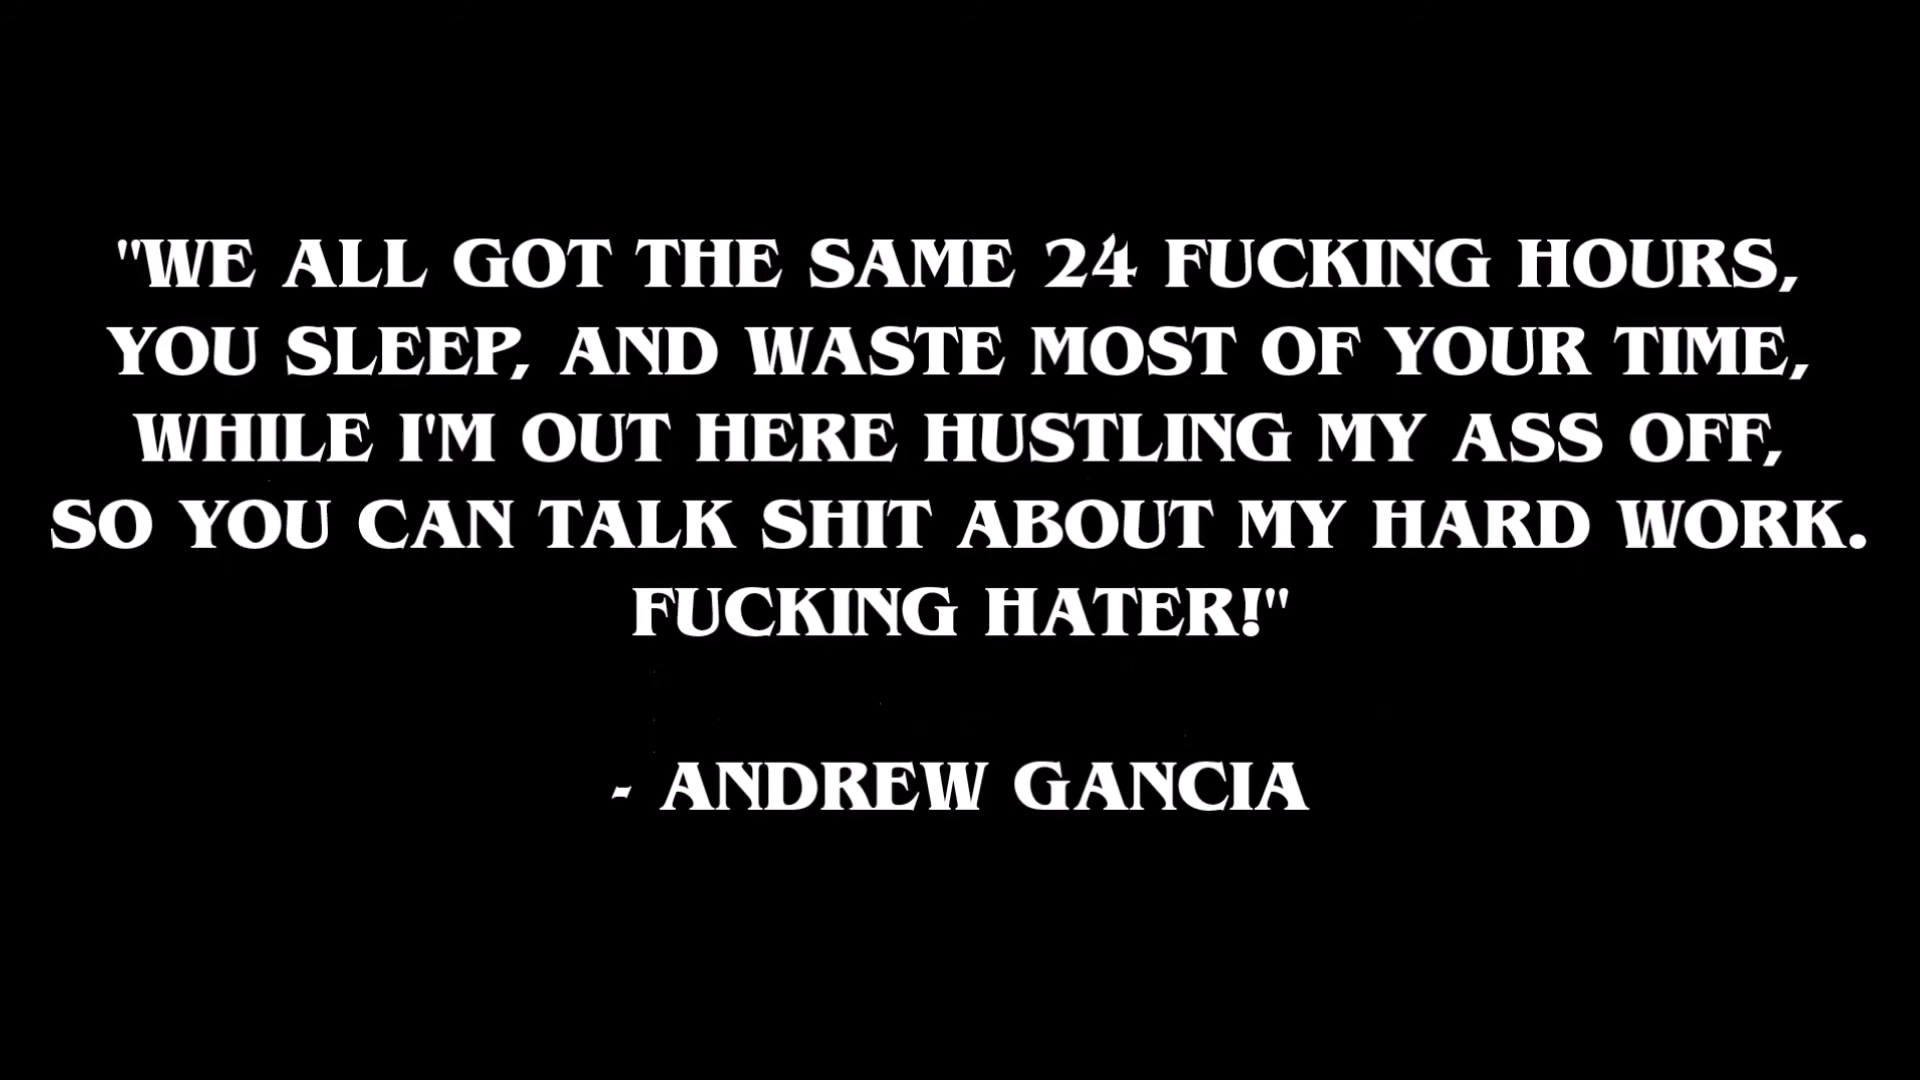 "WE ALL GOT THE SAME 24 FUCKING HOURS,
YOU SLEEP, AND WASTE MOST OF YOUR TIME,
WHILE I'M OUT HERE HUSTLING MY ASS OFF,
SO YOU CAN TALK SHIT ABOUT MY HARD WORK.
FUCKING HATER!"
- ANDREW GANCIA